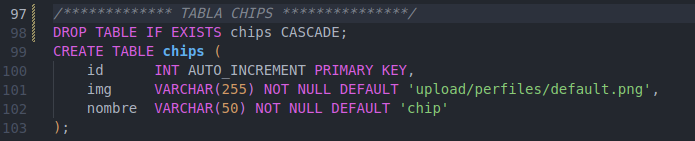 97 /************* TABLA CHIPS ***************/
98 DROP TABLE IF EXISTS chips CASCADE;
99 CREATE TABLE chips (
100     id      INT AUTO_INCREMENT PRIMARY KEY,
101     img     VARCHAR(255) NOT NULL DEFAULT 'upload/perfiles/default.png',
102     nombre  VARCHAR(50) NOT NULL DEFAULT 'chip'
103 );